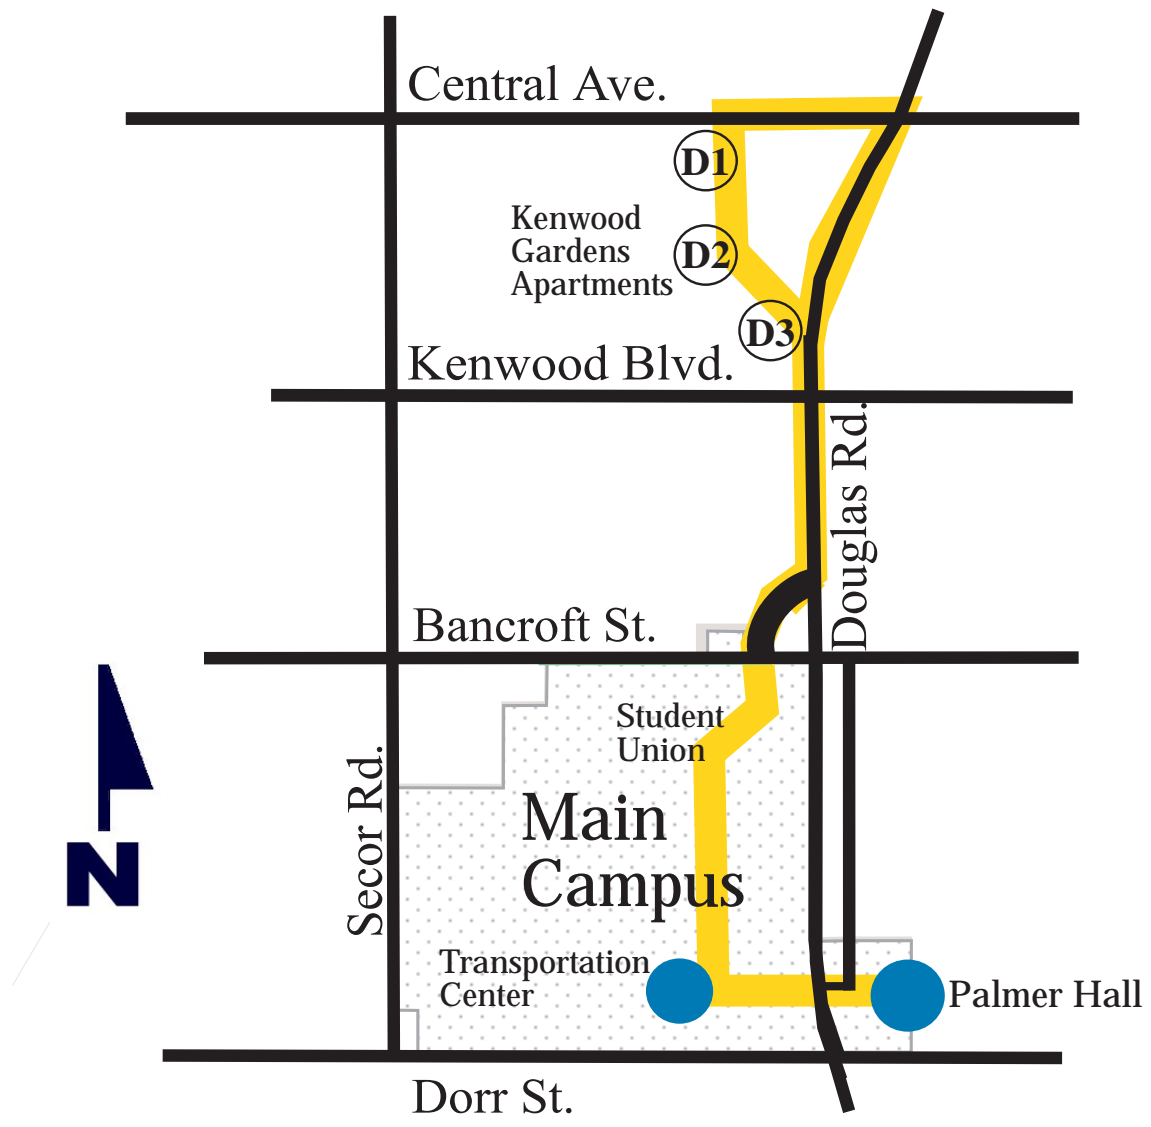 Central Ave.
D1
Kenwood
Gardens
Apartments
D2
D3
Kenwood Blvd.
Douglas Rd.
Bancroft St.
Student
Union
Main
Campus
Secor Rd.
N
Transportation
Center
Palmer Hall
Dorr St.